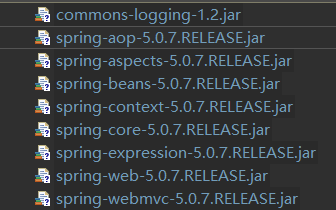 commons-logging-1.2.jar
spring-aop-5.0.7.RELEASE.jar
spring-aspects-5.0.7.RELEASE.jar
spring-beans-5.0.7.RELEASE.jar
spring-context-5.0.7.RELEASE.jar
spring-core-5.0.7.RELEASE.jar
spring-expression-5.0.7.RELEASE.jar
spring-web-5.0.7.RELEASE.jar
spring-webmvc-5.0.7.RELEASE.jar